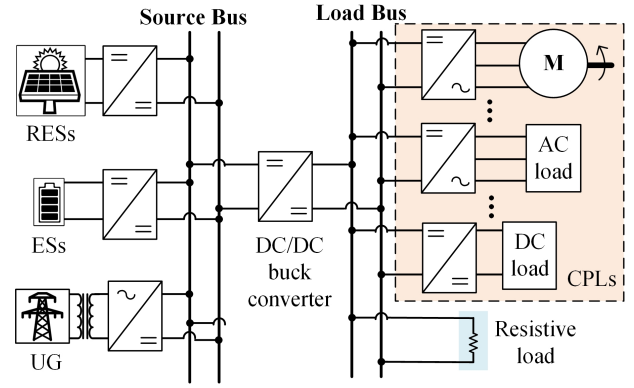 Source Bus
Load Bus
RESs
M
AC
load
ESs
DC/DC
buck
converter
DC
load
CPLs
UG
Resistive
load